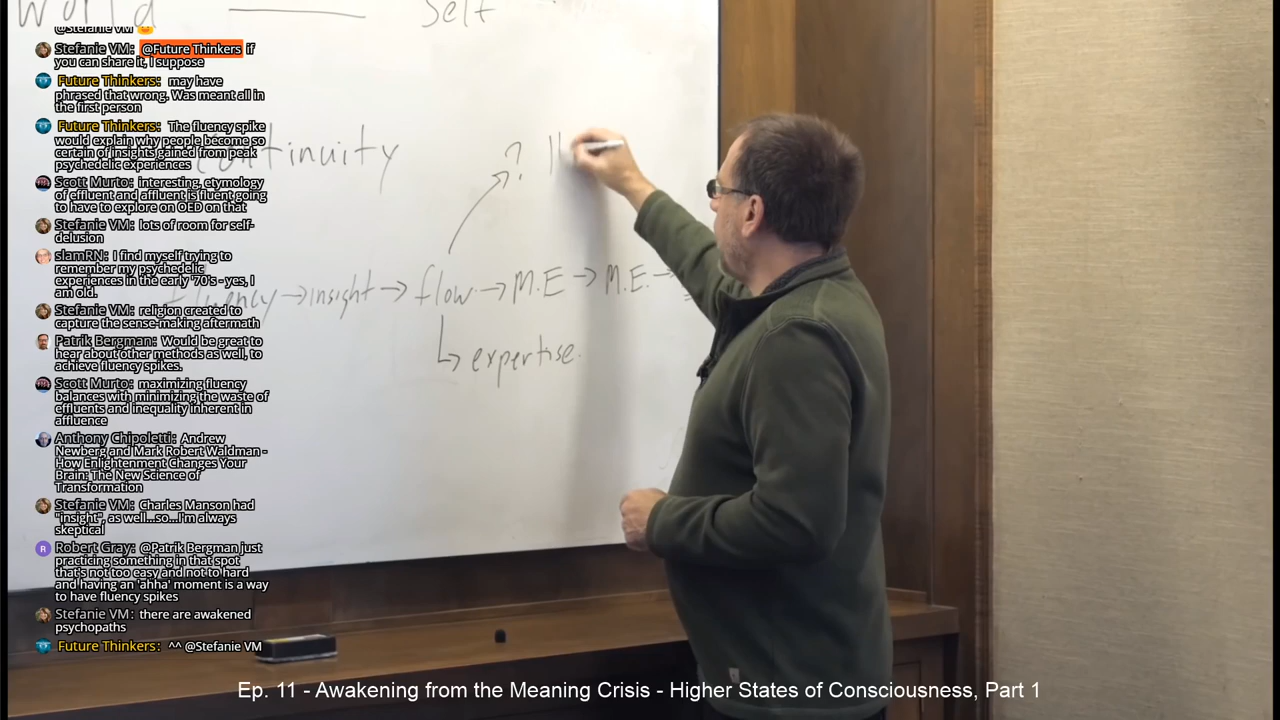 World Self
@Stefanie VM
Stefanie VM: @Future Thinkers if
you can share it, I suppose
Future Thinkers: may have
phrased that wrong. Was meant all in
the first person
Future Thinkers: The fluency spike
would explain why people become so
certain of insights gained from peak
psychedelic experiences
Continuity ?
Scott Murto: interesting, etymology
of effluent and affluent is fluent going
to have to explore on OED on that
Stefanie VM: lots of room for self-
delusion
slamRN: I find myself trying to
remember my psychedelic
experiences in the early '70's - yes, I
am old.
Fluency → insight → flow → M.E → M.E. →
Stefanie VM: religion created to
capture the sense-making aftermath
Patrik Bergman: Would be great to
hear about other methods as well, to
achieve fluency spikes.
expertise.
Scott Murto: maximizing fluency
balances with minimizing the waste of
effluents and inequality inherent in
affluence
Anthony Chipoletti: Andrew
Newberg and Mark Robert Waldman -
How Enlightenment Changes Your
Brain: The New Science of
Transformation
Stefanie VM: Charles Manson had
"insight", as well...so...I'm always
skeptical
R Robert Gray: @Patrik Bergman just
practicing something in that spot
that's not too easy and not to hard
and having an 'ahha' moment is a way
to have fluency spikes
Stefanie VM: there are awakened
psychopaths
Future Thinkers: ^^ @Stefanie VM
Ep. 11 - Awakening from the Meaning Crisis - Higher States of Consciousness, Part 1